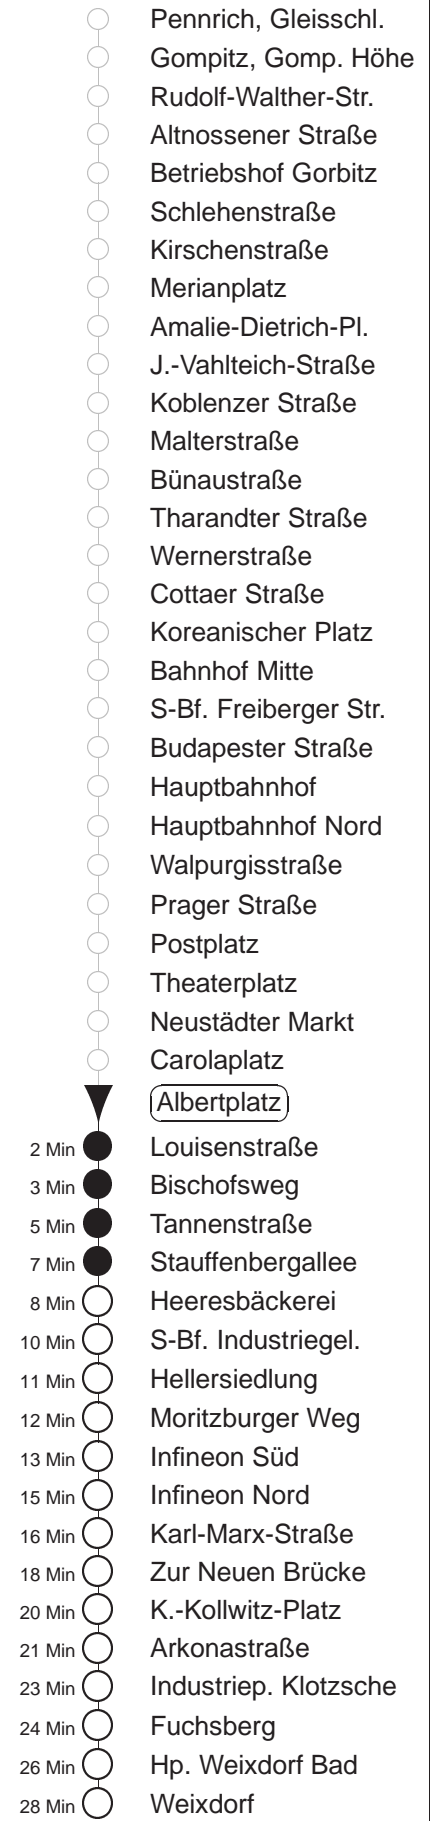 Pennrich, Gleisschl.
Gompitz, Gomp. Höhe
Rudolf-Walther-Str.
Altnossener Straße
Betriebshof Gorbitz
Schlehenstraße
Kirschenstraße
Merianplatz
Amalie-Dietrich-Pl.
J.-Vahlteich-Straße
Koblenzer Straße
Malterstraße
Bünaustraße
Tharandter Straße
Wernerstraße
Cottaer Straße
Koreanischer Platz
Bahnhof Mitte
S-Bf. Freiberger Str.
Budapester Straße
Hauptbahnhof
Hauptbahnhof Nord
Walpurgisstraße
Prager Straße
Postplatz
Theaterplatz
Neustädter Markt
Carolaplatz
Albertplatz
2 Min Louisenstraße
3 Min Bischofsweg
5 Min Tannenstraße
7 Min Stauffenbergallee
8 Min Heeresbäckerei
10 Min S-Bf. Industriegel.
11 Min Hellersiedlung
12 Min Moritzburger Weg
13 Min Infineon Süd
15 Min Infineon Nord
16 Min Karl-Marx-Straße
18 Min Zur Neuen Brücke
20 Min K.-Kollwitz-Platz
21 Min Arkonastraße
23 Min Industriep. Klotzsche
24 Min Fuchsberg
26 Min Hp. Weixdorf Bad
28 Min Weixdorf